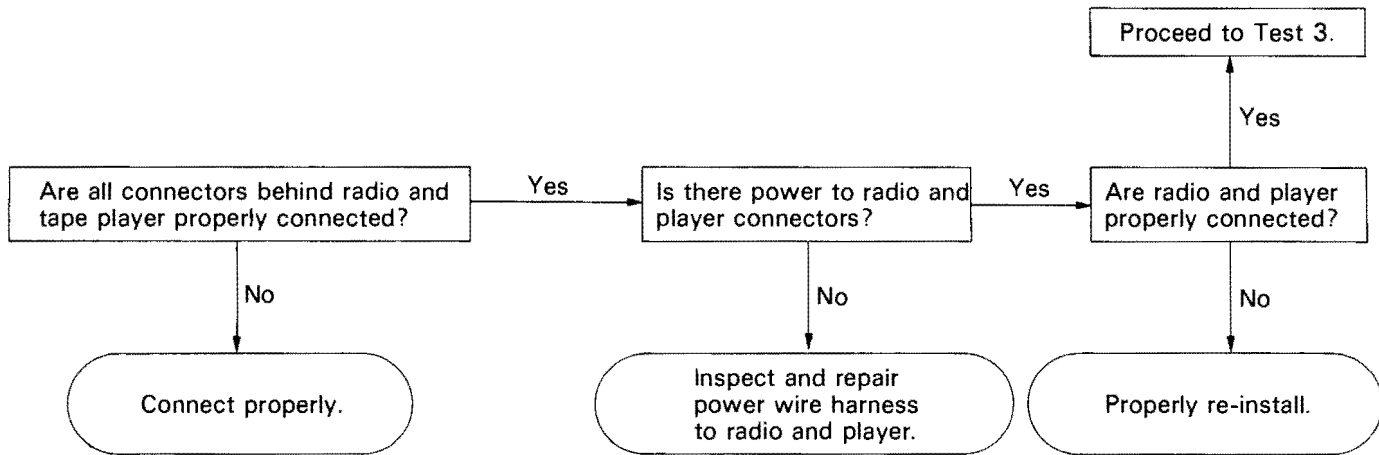 Proceed to Test 3.
Yes
Are all connectors behind radio and
tape player properly connected?
Yes
Is there power to radio and
player connectors?
Yes
Are radio and player
properly connected?
No
No
No
Connect properly.
Inspect and repair
power wire harness
to radio and player.
Properly re-install.